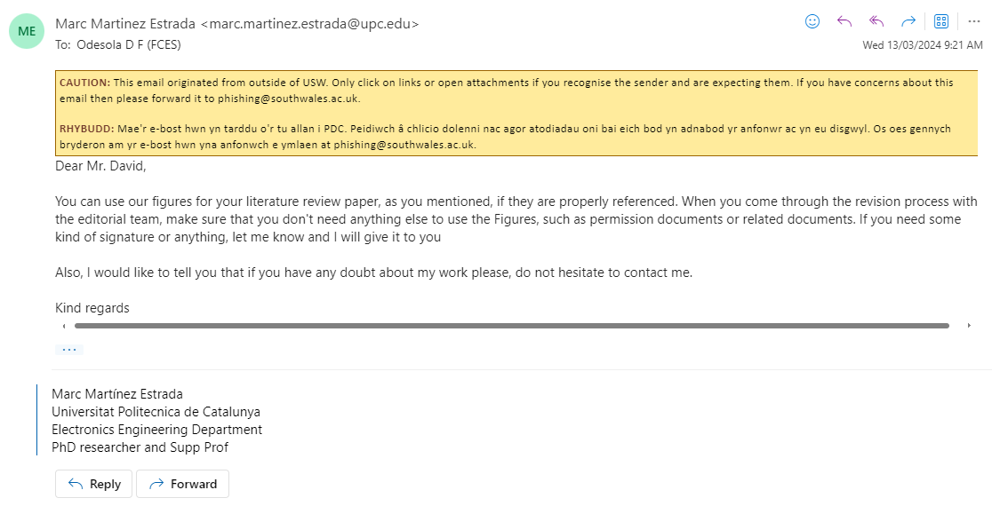 ME
Marc Martinez Estrada <marc.martinez.estrada@upc.edu>
To: Odesola D F (FCES)
Wed 13/03/2024 9:21 AM
CAUTION: This email originated from outside of USW. Only click on links or open attachments if you recognise the sender and are expecting them. If you have concerns about this
email then please forward it to phishing@southwales.ac.uk.
RHYBUDD: Mae'r e-bost hwn yn tarddu o'r tu allan i PDC. Peidiwch â chlicio dolenni nac agor atodiadau oni bai eich bod yn adnabod yr anfonwr ac yn eu disgwyl. Os oes gennych
bryderon am yr e-bost hwn yna anfonwch e ymlaen at phishing@southwales.ac.uk.
Dear Mr. David,
You can use our figures for your literature review paper, as you mentioned, if they are properly referenced. When you come through the revision process with
the editorial team, make sure that you don't need anything else to use the Figures, such as permission documents or related documents. If you need some
kind of signature or anything, let me know and I will give it to you
Also, I would like to tell you that if you have any doubt about my work please, do not hesitate to contact me.
Kind regards
Marc Martínez Estrada
Universitat Politecnica de Catalunya
Electronics Engineering Department
PhD researcher and Supp Prof
Reply Forward